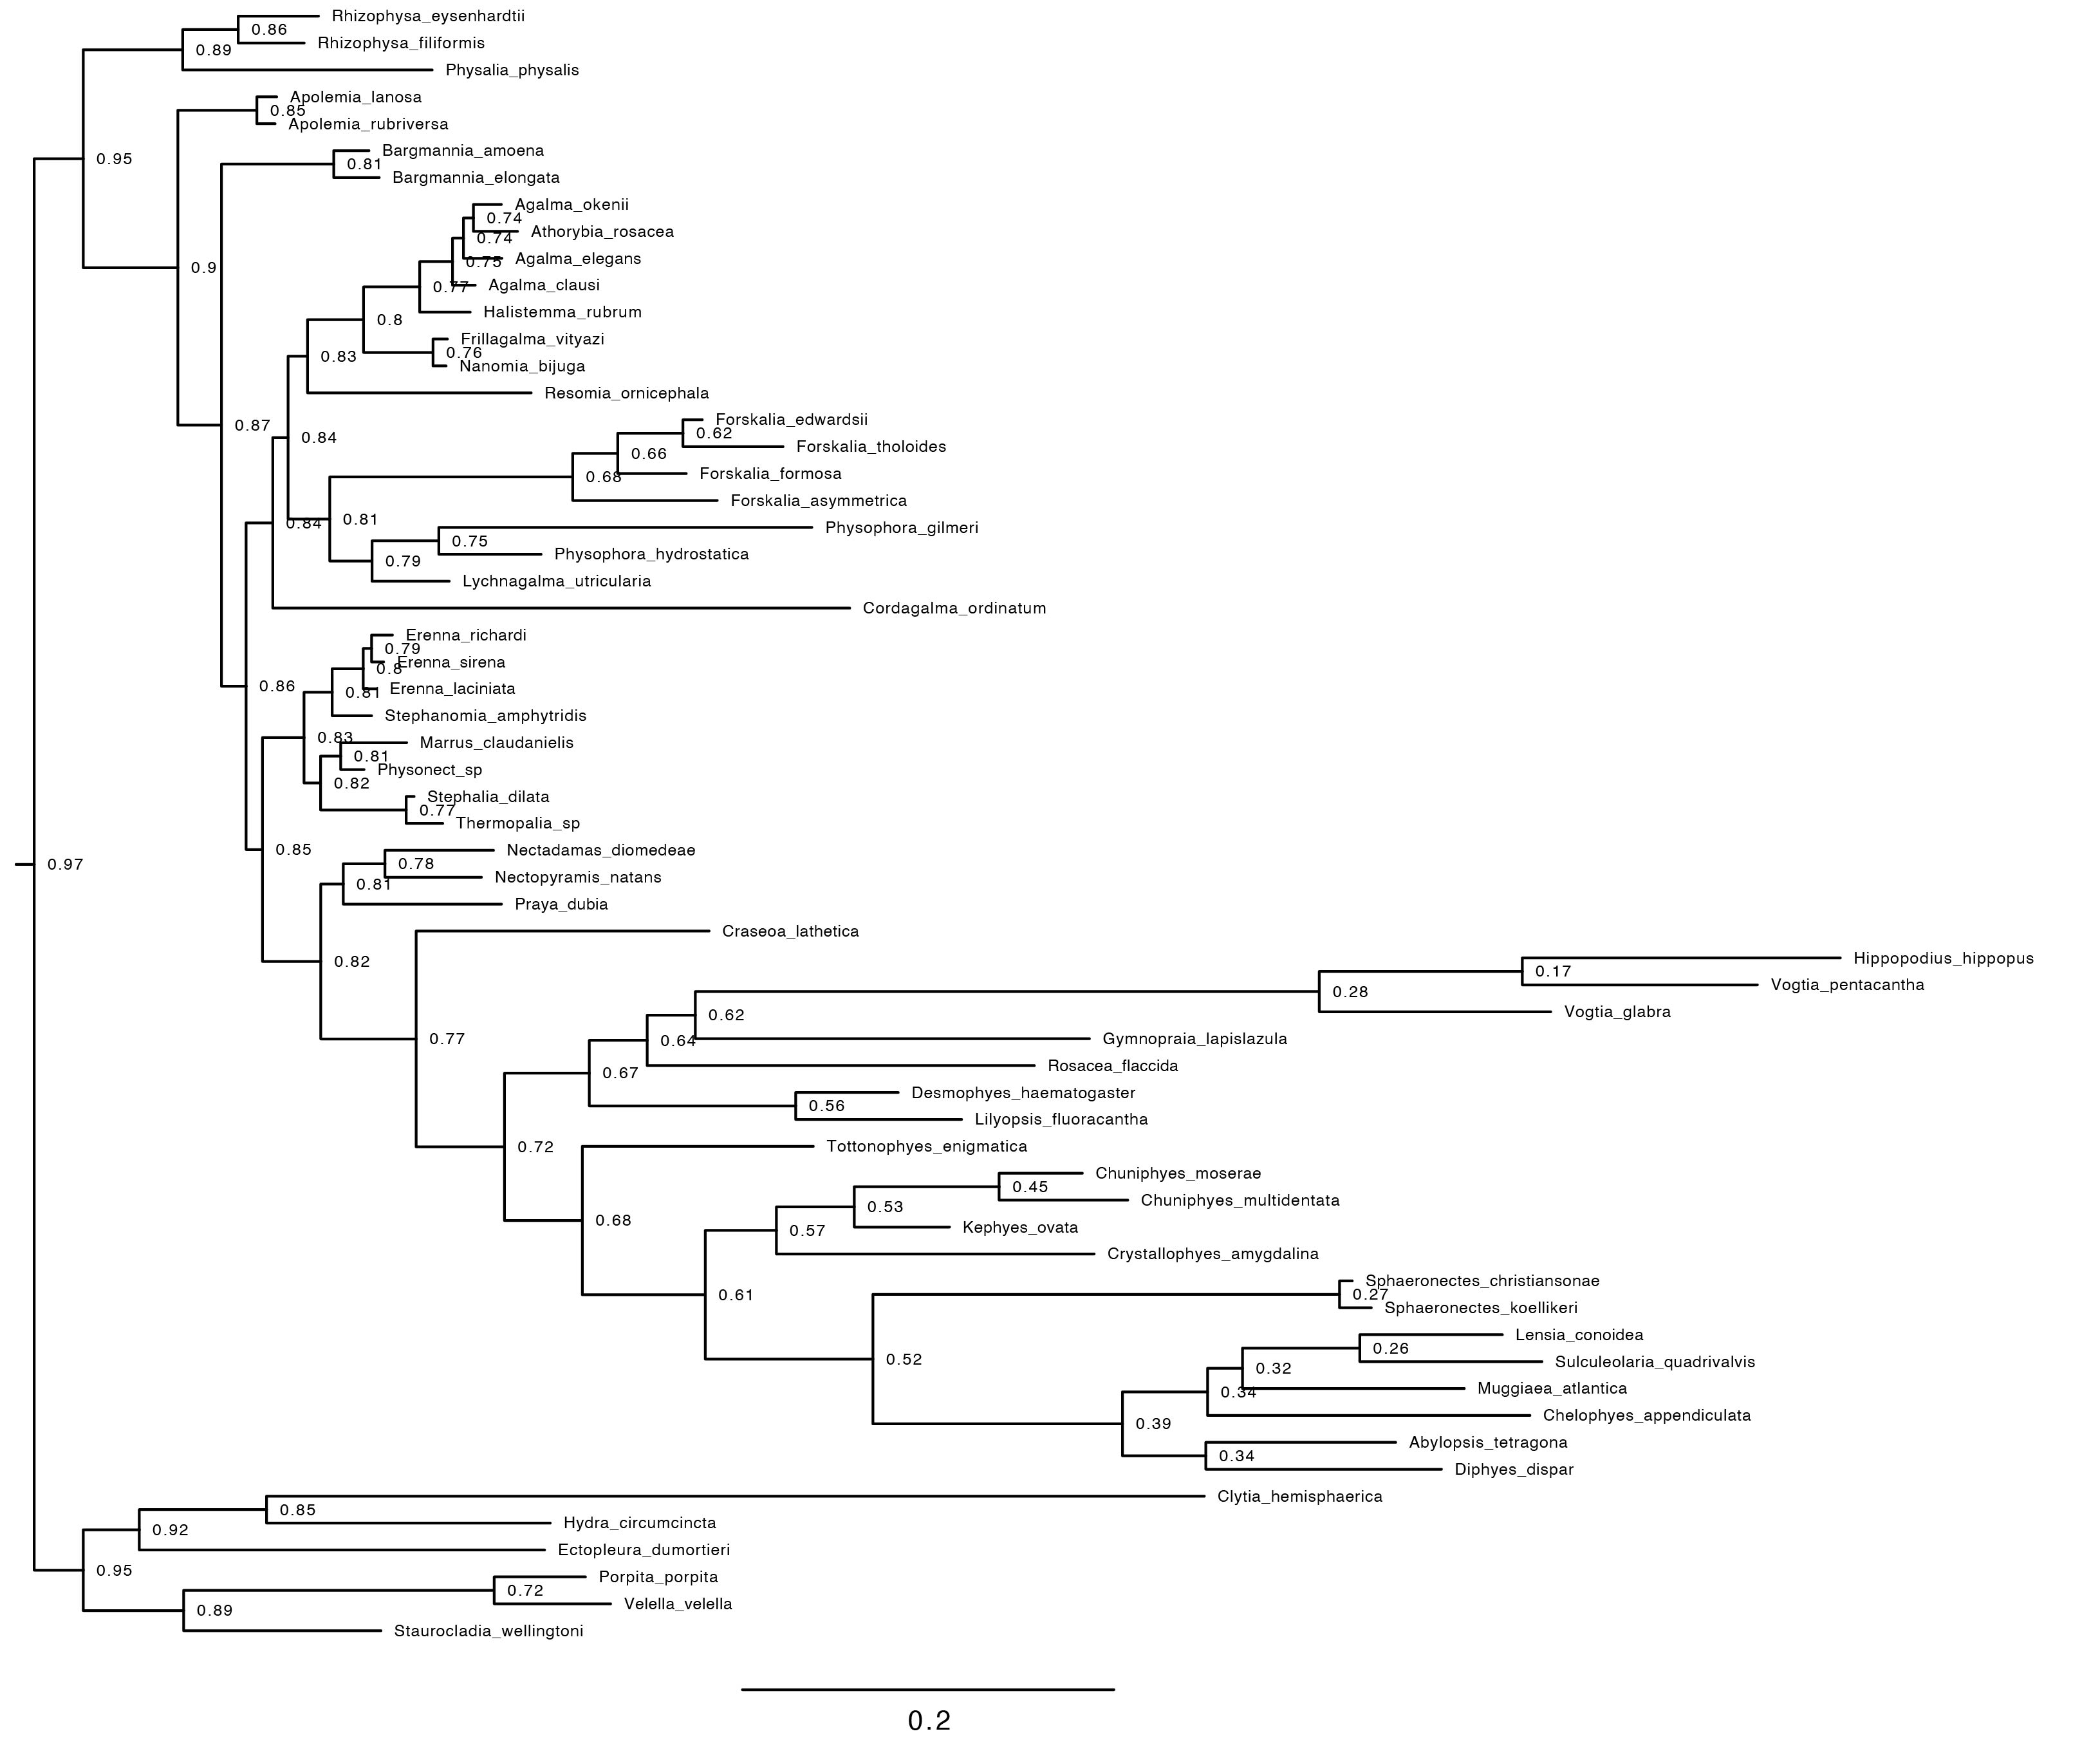 Rhizophysa_eysenhardtii
0.86
Rhizophysa_filiformis
0.89
Physalia_physalis
Apolemia_lanosa
0.85
Apolemia_rubriversa
0.95
Bargmannia_amoena
0.81
Bargmannia_elongata
Agalma_okenii
0.74
Athorybia_rosacea
0.74
Agalma_elegans
0.75
0.9
Agalma_clausi
0.77
Halistemma_rubrum
0.8
Frillagalma_vityazi
0.76
0.83
Nanomia_bijuga
Resomia_ornicephala
Forskalia_edwardsii
0.87
0.62
0.84
Forskalia_tholoides
0.66
Forskalia_formosa
0.68
Forskalia_asymmetrica
0.81
0.84
Physophora_gilmeri
0.75
Physophora_hydrostatica
0.79
Lychnagalma_utricularia
Cordagalma_ordinatum
Erenna_richardi
0.79
Erenna_sirena
0.8
0.86
Erenna_laciniata
0.81
Stephanomia_amphytridis
0.83
Marrus_claudanielis
0.81
Physonect_sp
0.82
Stephalia_dilata
0.77
Thermopalia_sp
0.85
Nectadamas_diomedeae
0.97
0.78
Nectopyramis_natans
0.81
Praya_dubia
Craseoa_lathetica
Hippopodius_hippopus
0.82
0.17
Vogtia_pentacantha
0.28
Vogtia_glabra
0.62
0.77
Gymnopraia_lapislazula
0.64
Rosacea_flaccida
0.67
Desmophyes_haematogaster
0.56
Lilyopsis_fluoracantha
0.72
Tottonophyes_enigmatica
Chuniphyes_moserae
0.45
Chuniphyes_multidentata
0.53
0.68
Kephyes_ovata
0.57
Crystallophyes_amygdalina
Sphaeronectes_christiansonae
0.61
0.27
Sphaeronectes_koellikeri
Lensia_conoidea
0.26
0.52
Sulculeolaria_quadrivalvis
0.32
Muggiaea_atlantica
0.34
Chelophyes_appendiculata
0.39
Abylopsis_tetragona
0.34
Diphyes_dispar
Clytia_hemisphaerica
0.85
Hydra_circumcincta
0.92
Ectopleura_dumortieri
0.95
Porpita_porpita
0.72
Velella_velella
0.89
Staurocladia_wellingtoni
0.2